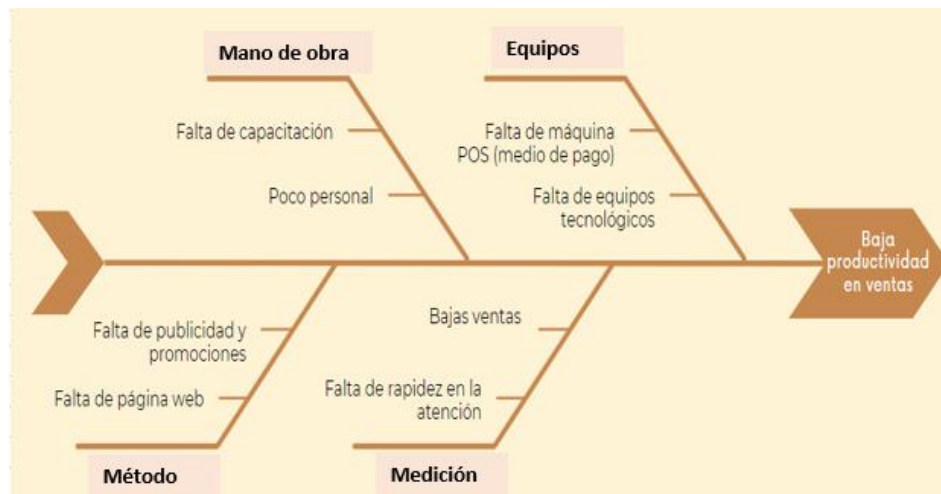 Mano de obra
Equipos
Falta de capacitación
Poco personal
Falta de máquina
POS (medio de pago)
Falta de equipos
tecnológicos
Baja
productividad
en ventas
Falta de publicidad y
promociones
Falta de página web
Bajas ventas
Falta de rapidez en la
atención
Método
Medición